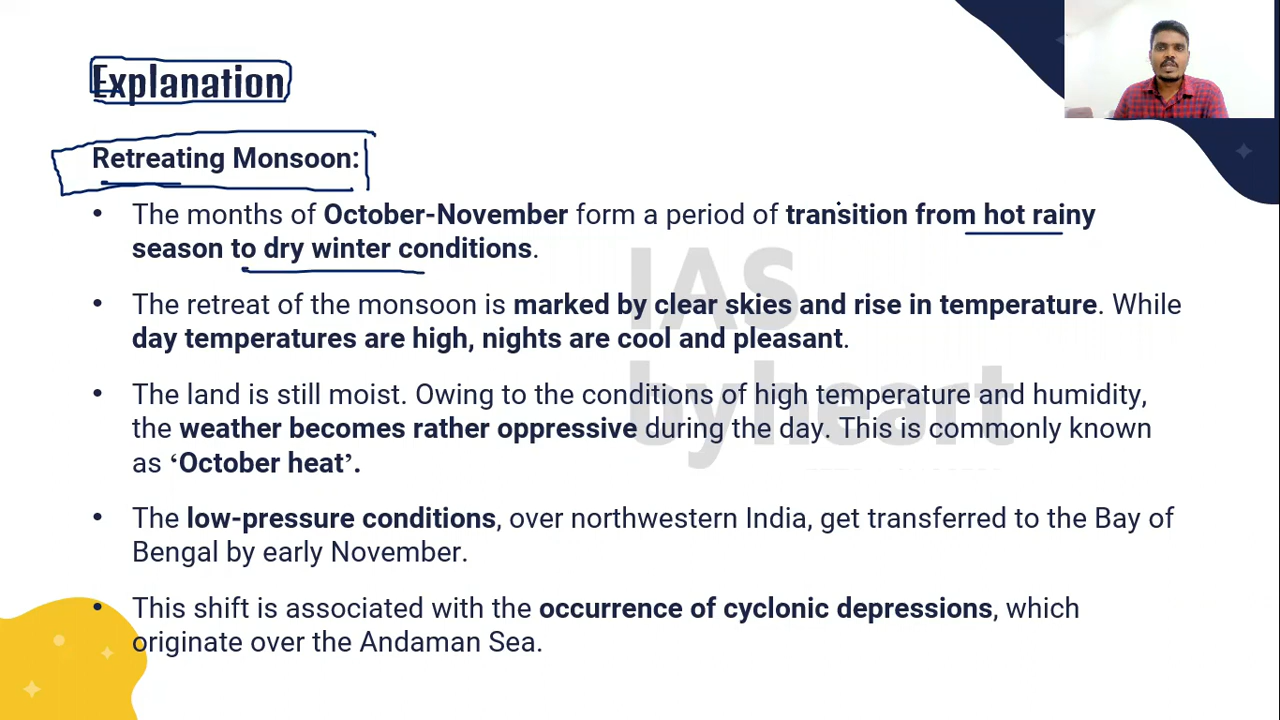 Explanation
Retreating Monsoon:
• The months of October-November form a period of transition from hot rainy
season to dry winter conditions.
• The retreat of the monsoon is marked by clear skies and rise in temperature. While
day temperatures are high, nights are cool and pleasant.
• The land is still moist. Owing to the conditions of high temperature and humidity,
the weather becomes rather oppressive during the day. This is commonly known
as ‘October heat’.
• The low-pressure conditions, over northwestern India, get transferred to the Bay of
Bengal by early November.
• This shift is associated with the occurrence of cyclonic depressions, which
originate over the Andaman Sea.
IAS
byheart